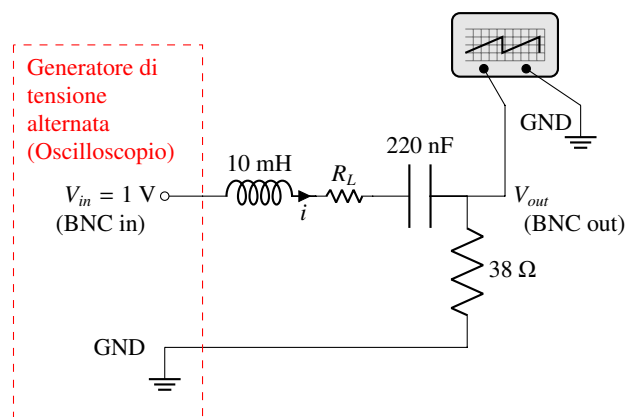 Generatore di
tensione
alternata
(Oscilloscopio)
GND
10 mH
R_L
220 nF
V_in = 1 V
i
V_out
(BNC in)
(BNC out)
38 Ω
GND